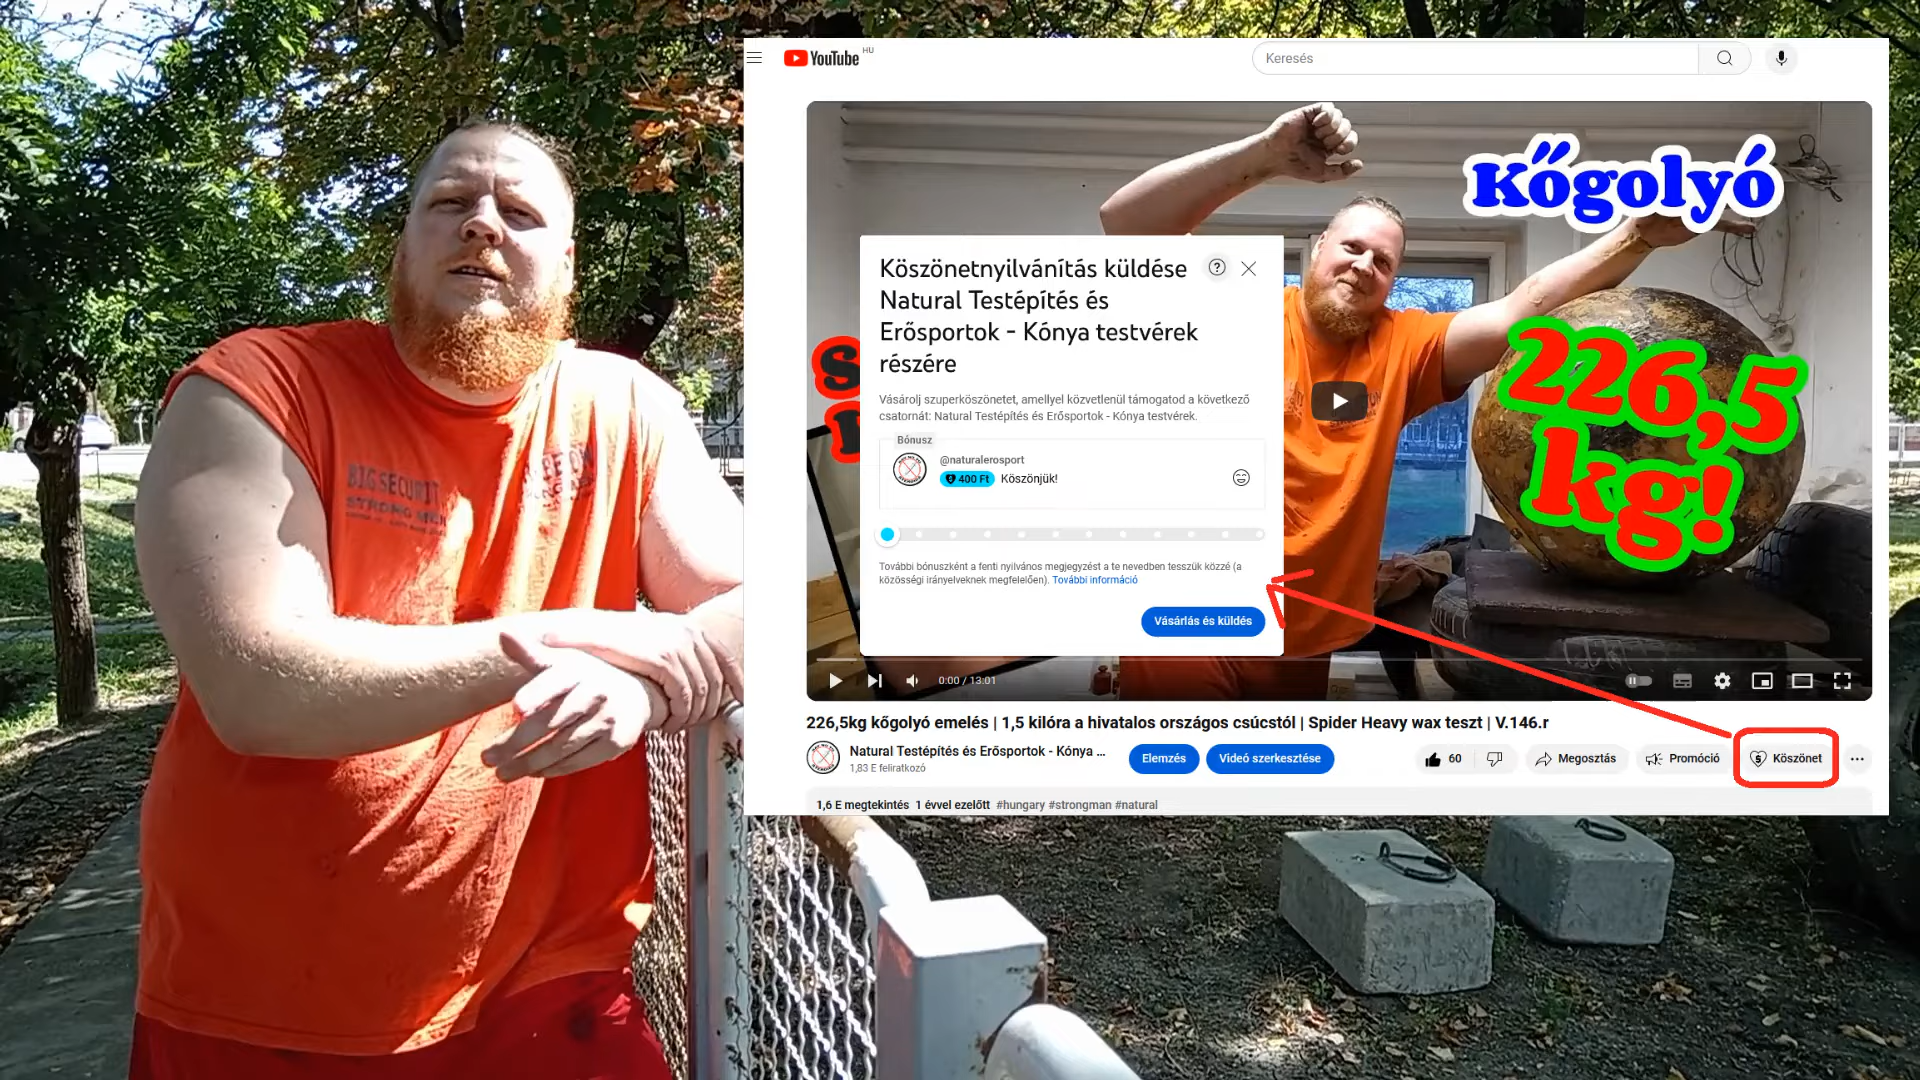 YouTube HU
Keresés
Kőgolyó
226,5
kg!
Köszönetnyilvánítás küldése
Natural Testépítés és
Erősportok - Kónya testvérek
részére
Vásárolj szuperköszönetet, amellyel közvetlenül támogatod a következő
csatornát: Natural Testépítés és Erősportok - Kónya testvérek.
Bónusz
@naturalerosport
400 Ft Köszönjük!
További bónuszként a fenti nyilvános megjegyzést a te nevedben tesszük közzé (a
közösségi irányelveknek megfelelően). További információ
Vásárlás és küldés
0:00 / 13:01
226,5kg kőgolyó emelés | 1,5 kilóra a hivatalos országos csúcstól | Spider Heavy wax teszt | V.146.r
Natural Testépítés és Erősportok - Kónya ...
1,83 E feliratkozó
Elemzés
Videó szerkesztése
60
Megosztás
Promóció
Köszönet
1,6 E megtekintés 1 évvel ezelőtt #hungary #strongman #natural
BIG SECURIT
STRONG MEN